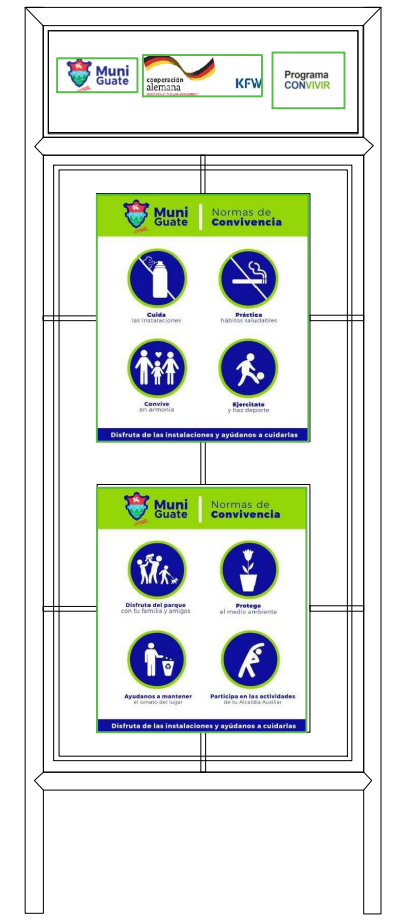 Muni
Guate
cooperación
alemana
KFW
Programa
CONVIVIR
Muni
Guate
Normas de
Convivencia
Cuida
las instalaciones
Práctica
hábitos saludables
Convive
en armonía
Ejercítate
y haz deporte
Disfruta de las instalaciones y ayúdanos a cuidarlas
Muni
Guate
Normas de
Convivencia
Disfruta del parque
con tu familia y amigos
Protege
el medio ambiente
Ayudanos a mantener
el ornato del lugar
Participa en las actividades
de tu Alcaldía Auxiliar
Disfruta de las instalaciones y ayúdanos a cuidarlas